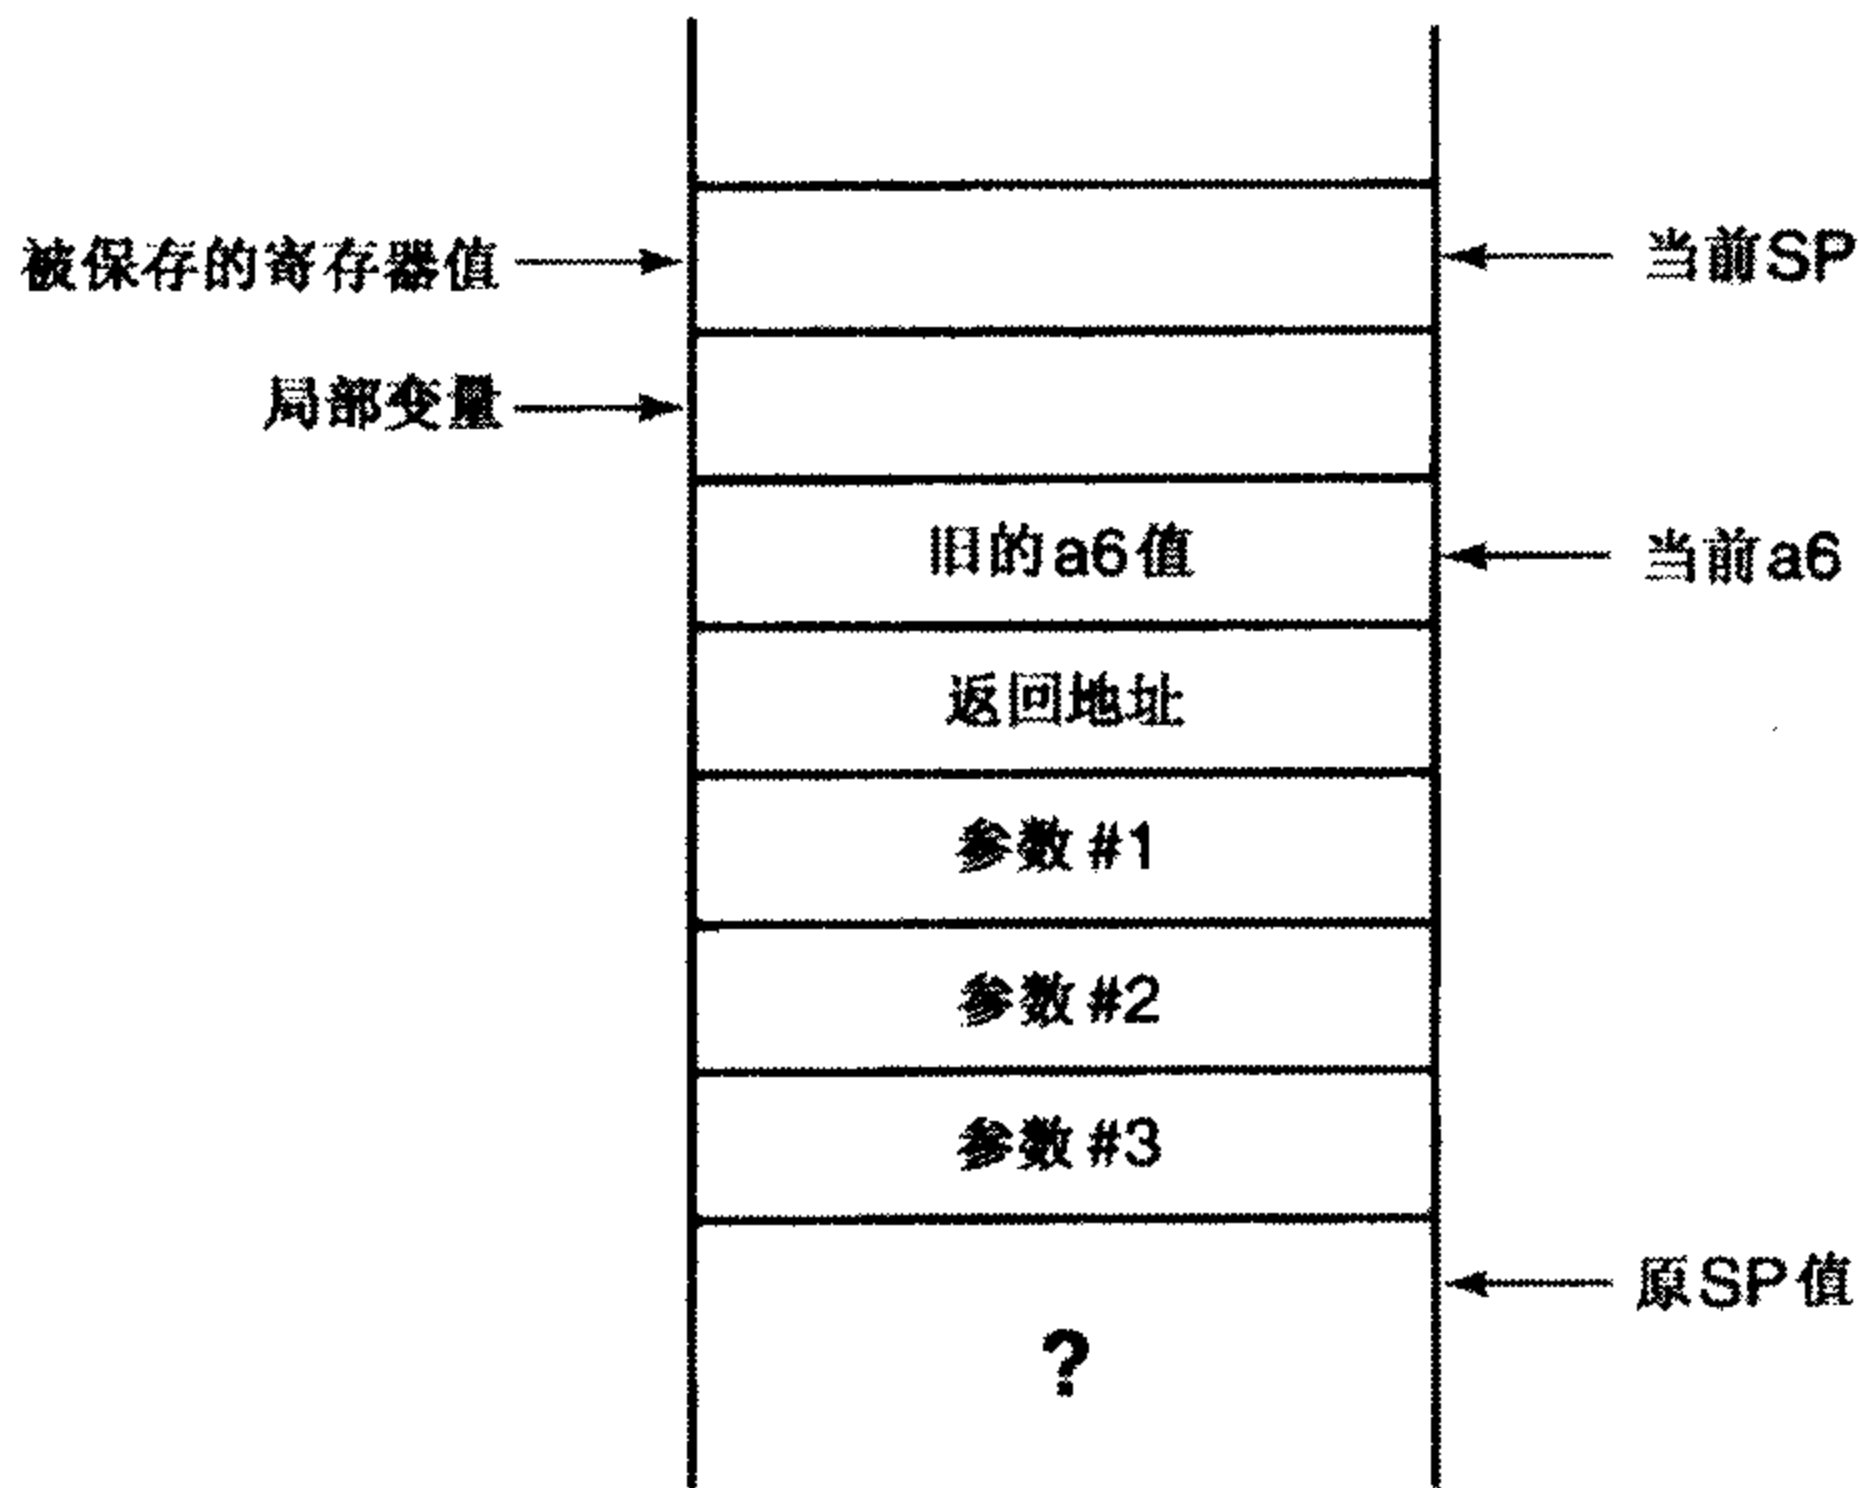 被保存的寄存器值
当前SP
局部变量
旧的a6值
当前a6
返回地址
参数 #1
参数 #2
参数 #3
原SP值
?